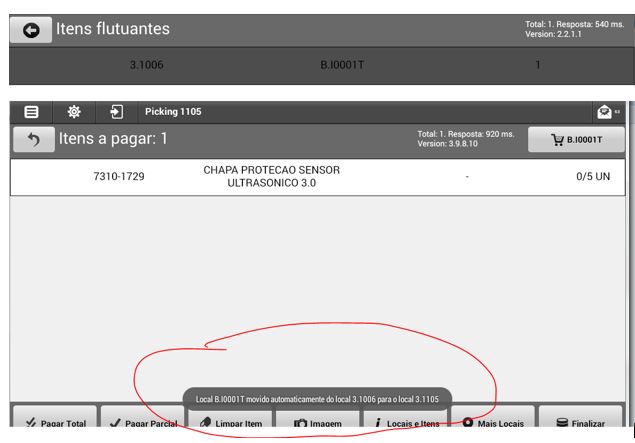 Itens flutuantes
Total: 1. Resposta: 540 ms.
Version: 2.2.1.1
3.1006 B.I0001T 1
Picking 1105
Itens a pagar: 1
Total: 1. Resposta: 920 ms.
Version: 3.9.8.10
B.I0001T
7310-1729 CHAPA PROTECAO SENSOR ULTRASONICO 3.0 - 0/5 UN
Local B.I0001T movido automaticamente do local 3.1006 para o local 3.1105
Pagar Total Pagar Parcial Limpar Item Imagem Locais e Itens Mais Locais Finalizar